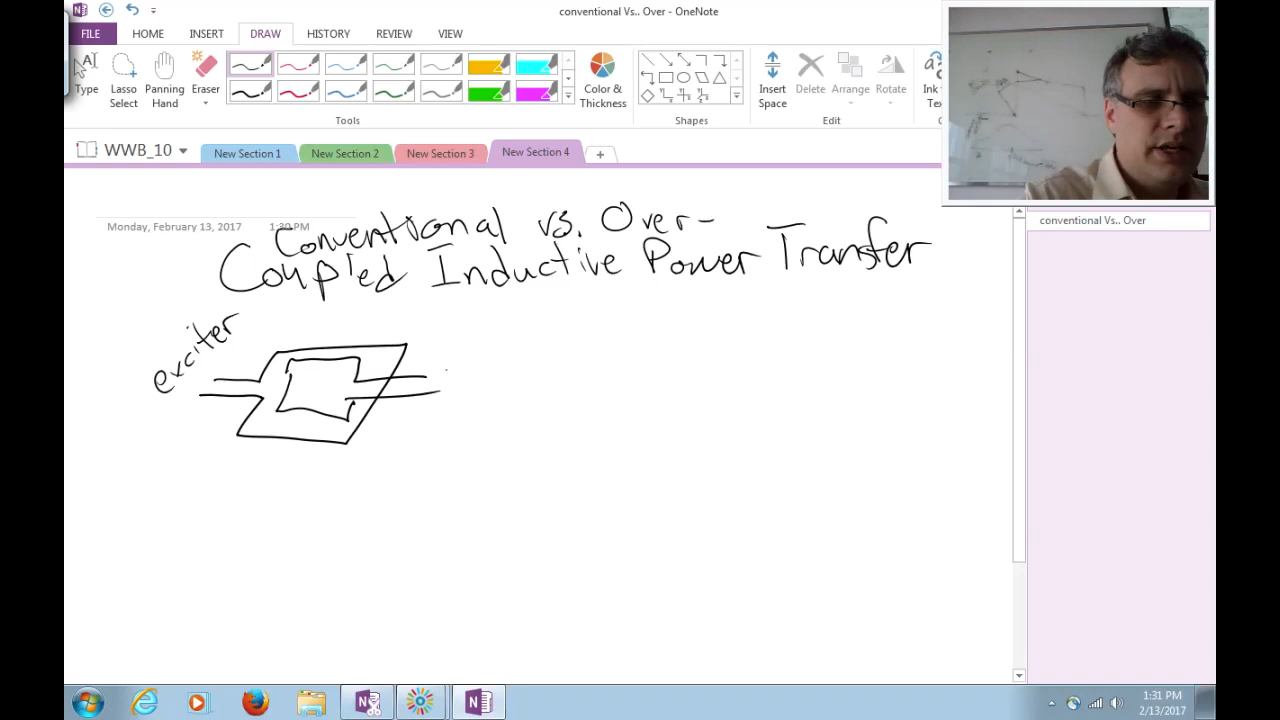 conventional Vs.. Over - OneNote
FILE HOME INSERT DRAW HISTORY REVIEW VIEW
Type
Lasso Select
Panning Hand
Eraser
Color & Thickness
Insert Space
Delete
Arrange
Rotate
Ink to
Tools
Shapes
Edit
WWB_10
New Section 1
New Section 2
New Section 3
New Section 4
conventional Vs.. Over
Monday, February 13, 2017 1:30 PM
Conventional vs. Over-
Coupled Inductive Power Transfer
exciter
1:31 PM
2/13/2017